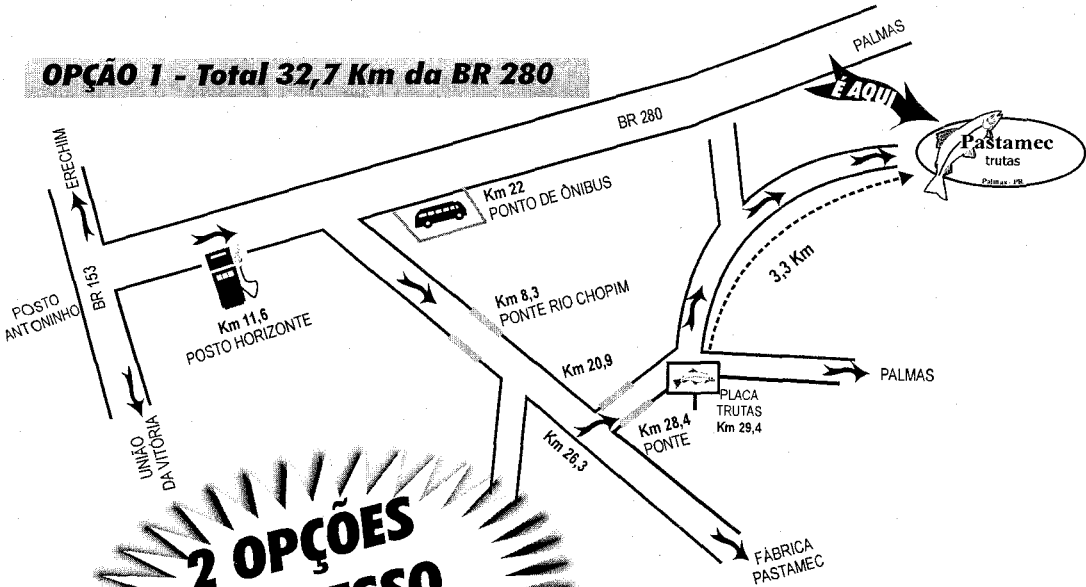 OPÇÃO 1 - Total 32,7 Km da BR 280
PALMAS
É AQUI
BR 280
Pastamec
trutas
Palmas - PR
ERECHIM
Km 22
PONTO DE ÔNIBUS
BR 153
POSTO
ANTONINHO
Km 11,6
POSTO HORIZONTE
Km 8,3
PONTE RIO CHOPIM
3,3 Km
Km 20,9
PALMAS
PLACA
TRUTAS
Km 29,4
Km 28,4
PONTE
Km 26,3
UNIÃO
DA VITÓRIA
2 OPÇÕES
FÁBRICA
PASTAMEC